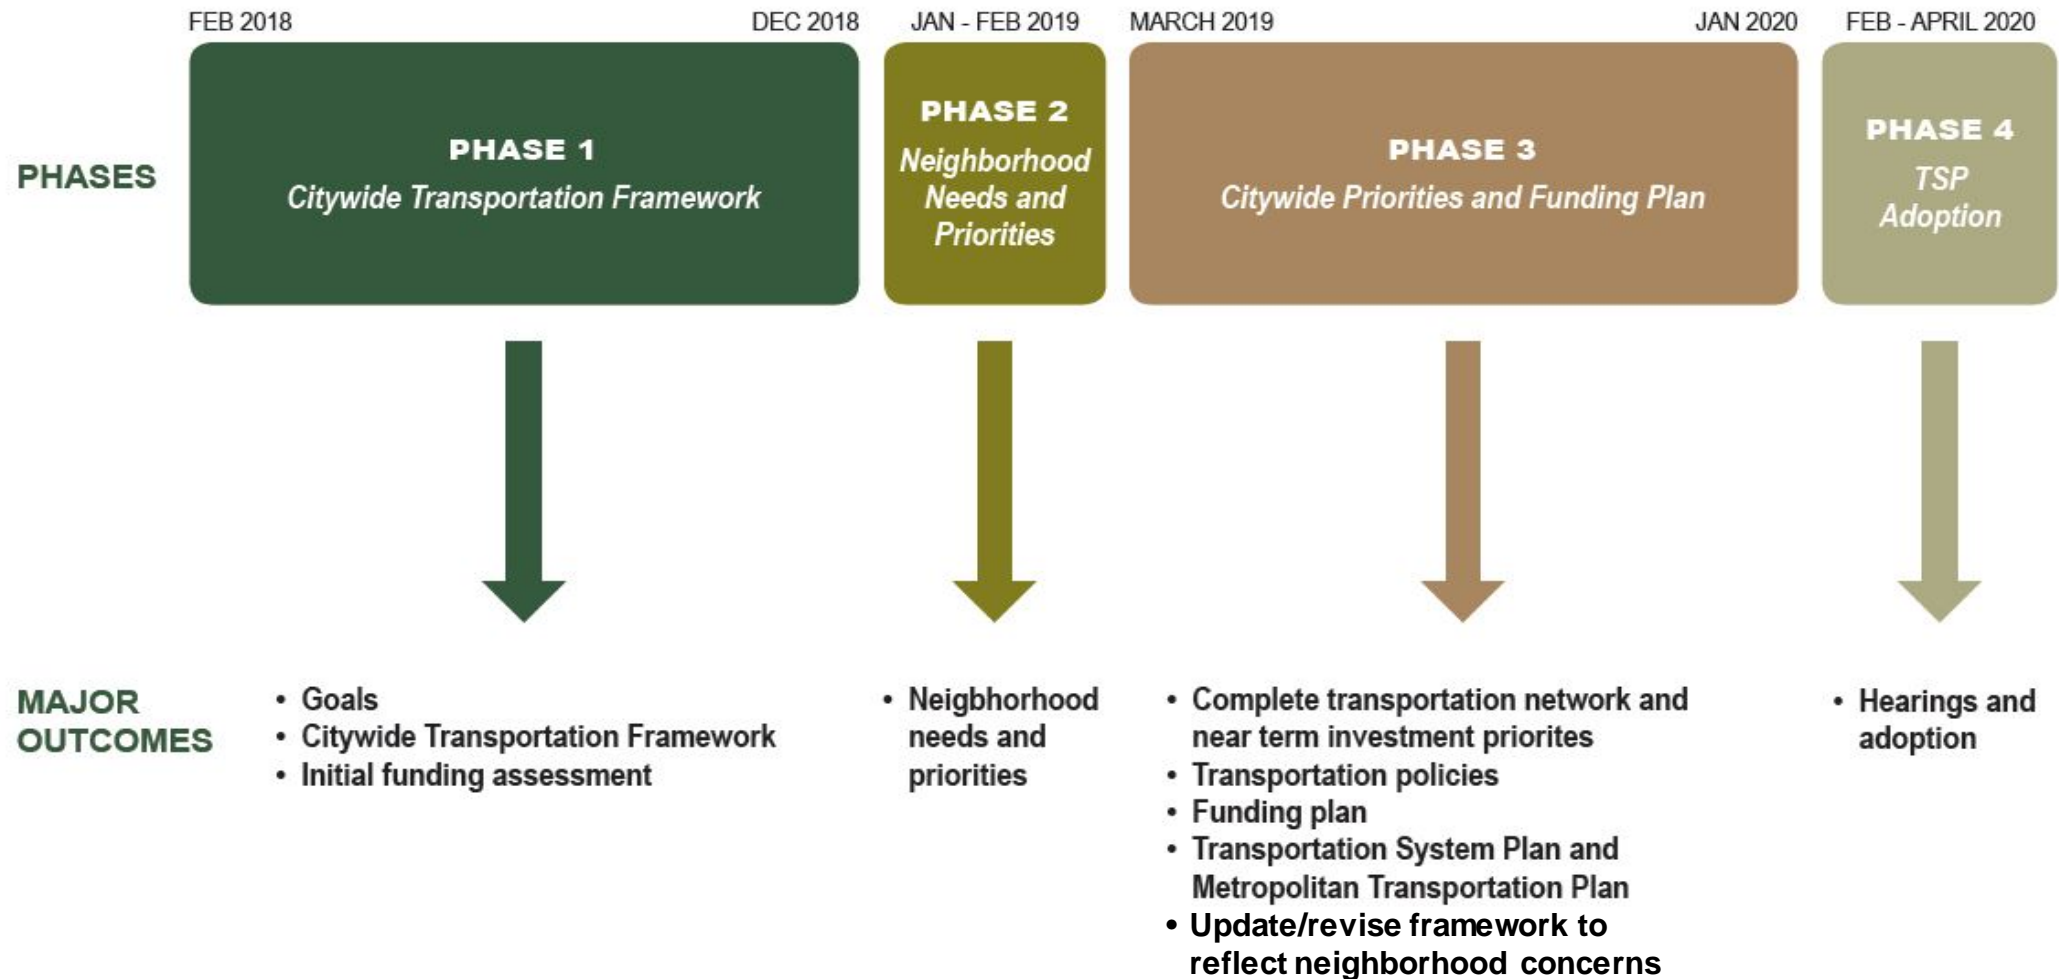 FEB 2018
DEC 2018
JAN - FEB 2019
MARCH 2019
JAN 2020
FEB - APRIL 2020
PHASES
PHASE 1
Citywide Transportation Framework
PHASE 2
Neighborhood
Needs and
Priorities
PHASE 3
Citywide Priorities and Funding Plan
PHASE 4
TSP
Adoption
MAJOR
OUTCOMES
• Goals
• Citywide Transportation Framework
• Initial funding assessment
• Neigbhorhood
needs and
priorities
• Complete transportation network and
near term investment priorites
• Transportation policies
• Funding plan
• Transportation System Plan and
Metropolitan Transportation Plan
• Update/revise framework to
reflect neighborhood concerns
• Hearings and
adoption